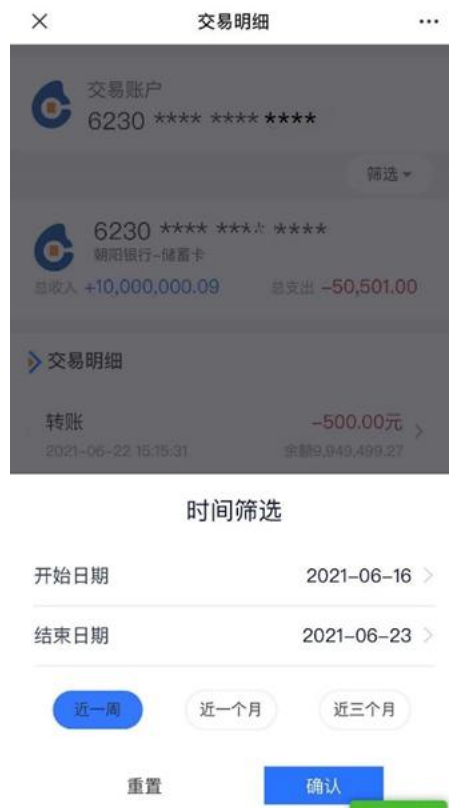 交易明细
交易账户
6230 **** **** ****
筛选
6230 **** **** ****
朝阳银行-储蓄卡
总收入 +10,000,000.09 总支出 -50,501.00
交易明细
转账 -500.00元
2021-06-22 15:15:31 余额9,949,499.27
时间筛选
开始日期 2021-06-16
结束日期 2021-06-23
近一周 近一个月 近三个月
重置 确认